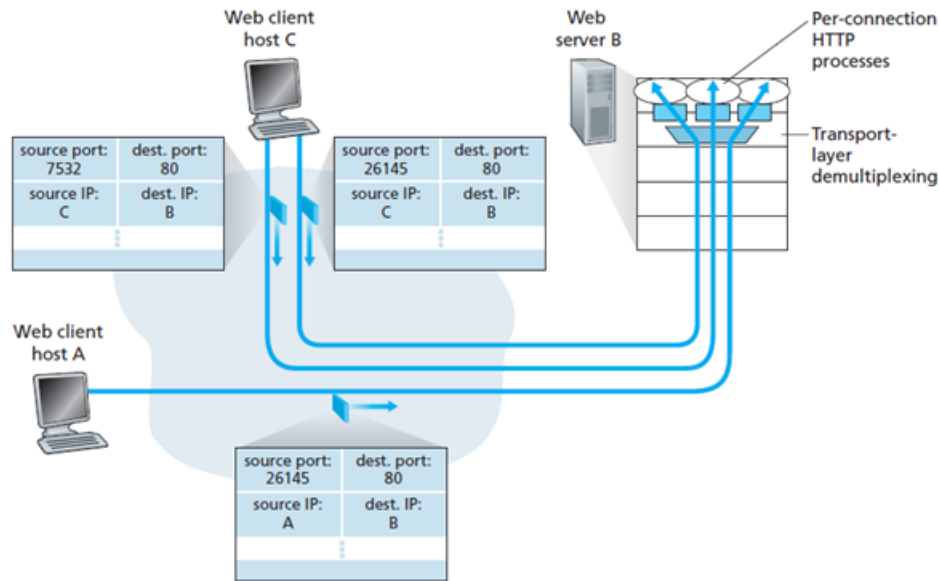 Web client
host C
Web
server B
Per-connection
HTTP
processes
Transport-
layer
demultiplexing
source port:
7532
dest. port:
80
source IP:
C
dest. IP:
B
source port:
26145
dest. port:
80
source IP:
C
dest. IP:
B
Web client
host A
source port:
26145
dest. port:
80
source IP:
A
dest. IP:
B